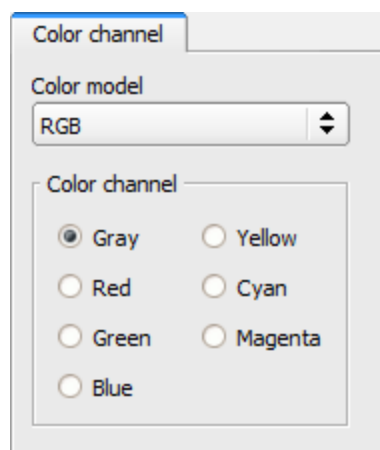 Color channel
Color model
RGB
Color channel
Gray Yellow
Red Cyan
Green Magenta
Blue